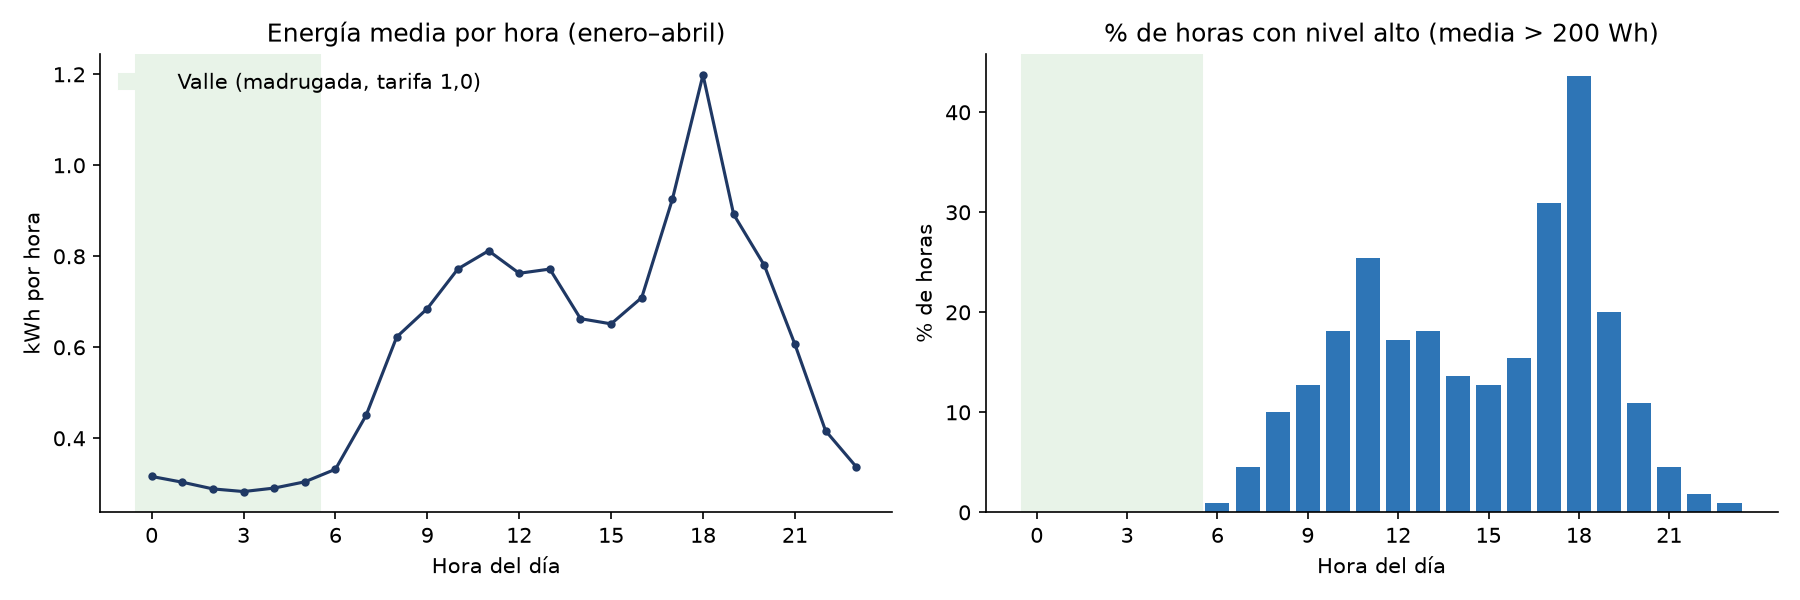 Energía media por hora (enero–abril)
Valle (madrugada, tarifa 1,0)
kWh por hora
1.2
1.0
0.8
0.6
0.4
0 3 6 9 12 15 18 21
Hora del día
% de horas con nivel alto (media > 200 Wh)
% de horas
40
30
20
10
0
0 3 6 9 12 15 18 21
Hora del día